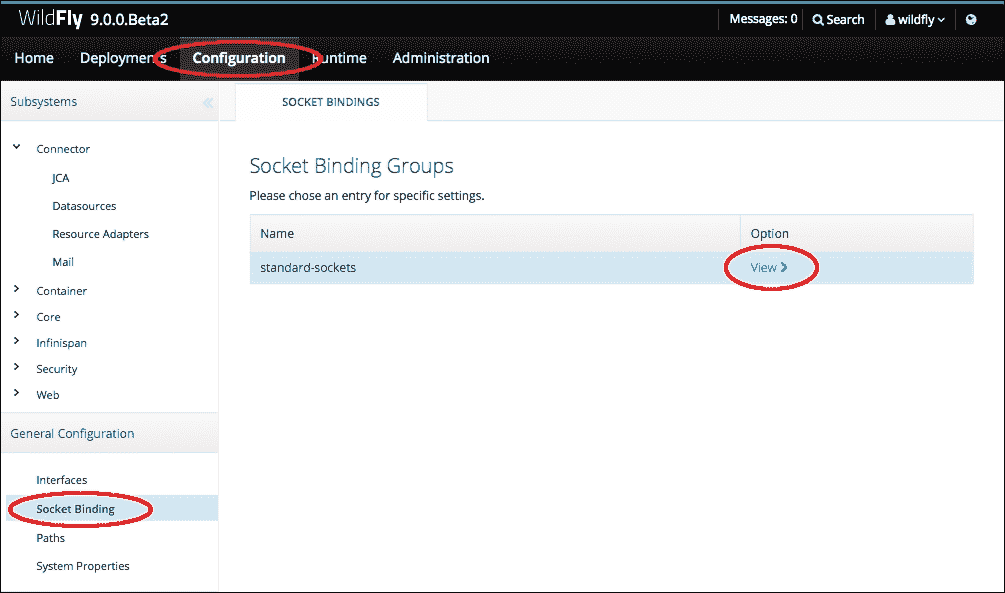 WildFly 9.0.0.Beta2
Messages: 0 Search wildfly
Home Deployments Configuration Runtime Administration
Subsystems
SOCKET BINDINGS
Connector
JCA
Datasources
Resource Adapters
Mail
Container
Core
Infinispan
Security
Web
General Configuration
Interfaces
Socket Binding
Paths
System Properties
Socket Binding Groups
Please chose an entry for specific settings.
Name Option
standard-sockets View